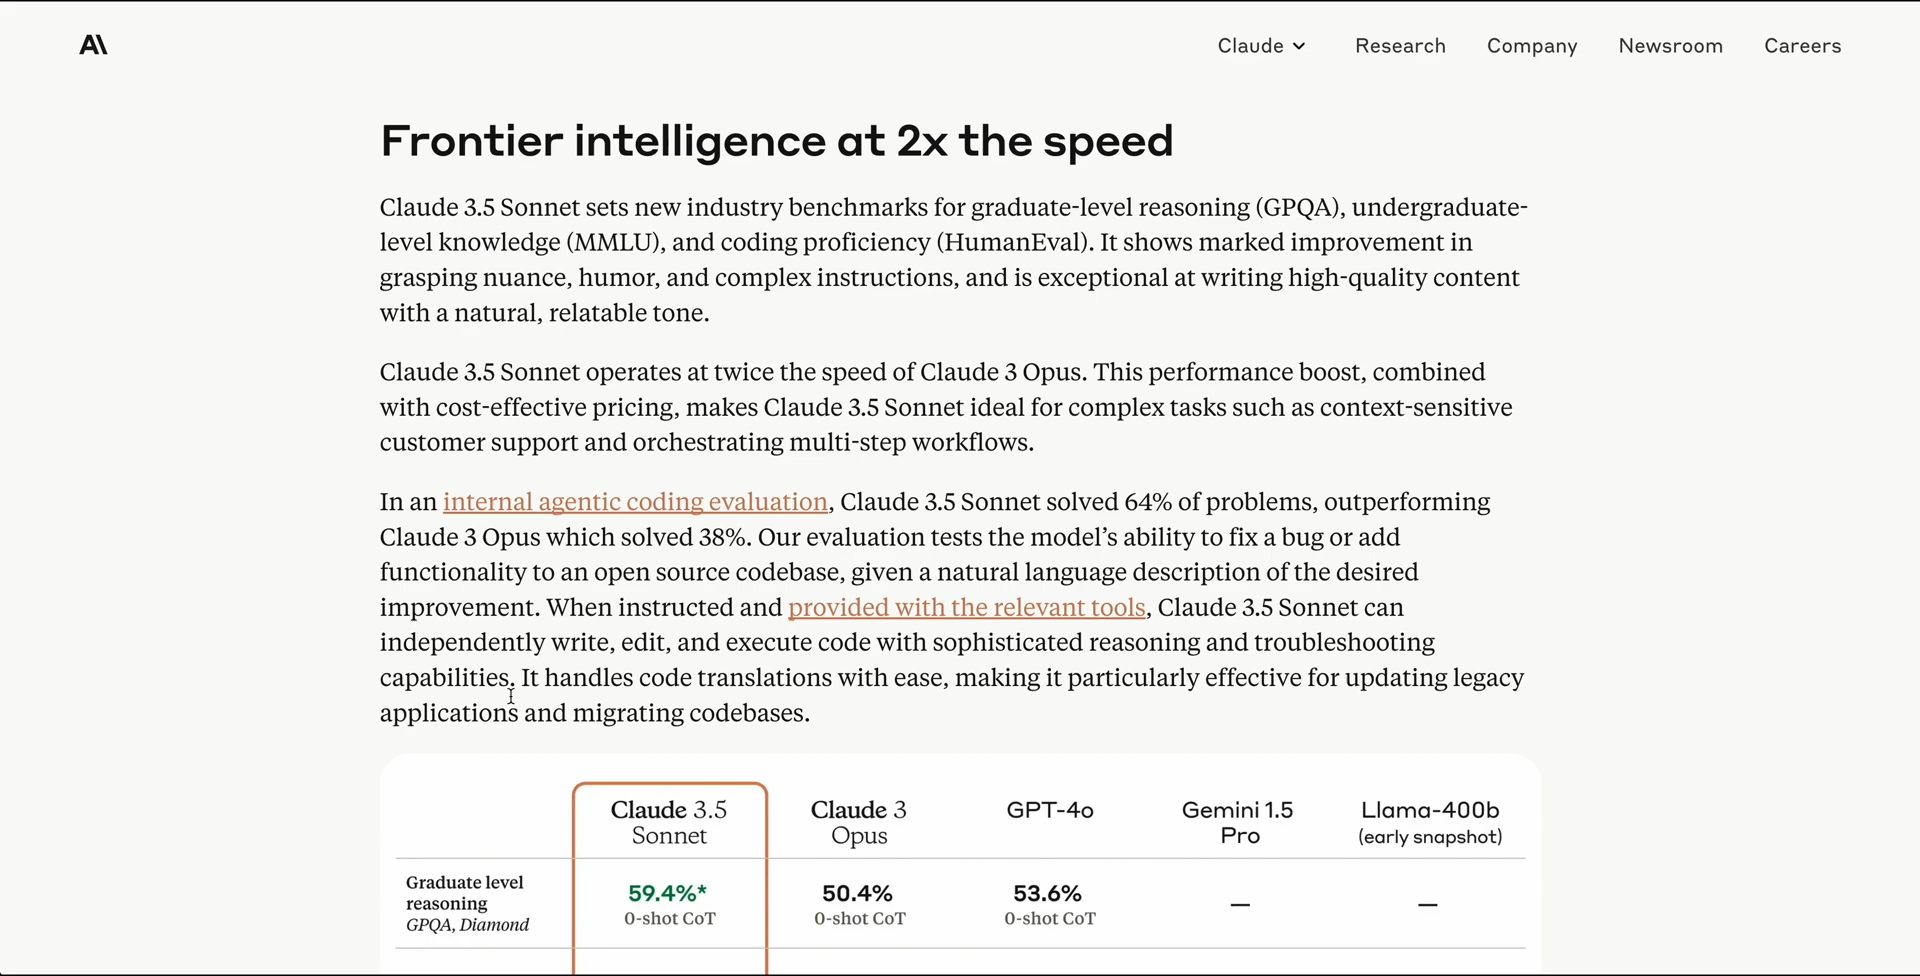 A\
Claude Research Company Newsroom Careers
Frontier intelligence at 2x the speed
Claude 3.5 Sonnet sets new industry benchmarks for graduate-level reasoning (GPQA), undergraduate-
level knowledge (MMLU), and coding proficiency (HumanEval). It shows marked improvement in
grasping nuance, humor, and complex instructions, and is exceptional at writing high-quality content
with a natural, relatable tone.
Claude 3.5 Sonnet operates at twice the speed of Claude 3 Opus. This performance boost, combined
with cost-effective pricing, makes Claude 3.5 Sonnet ideal for complex tasks such as context-sensitive
customer support and orchestrating multi-step workflows.
In an internal agentic coding evaluation, Claude 3.5 Sonnet solved 64% of problems, outperforming
Claude 3 Opus which solved 38%. Our evaluation tests the model’s ability to fix a bug or add
functionality to an open source codebase, given a natural language description of the desired
improvement. When instructed and provided with the relevant tools, Claude 3.5 Sonnet can
independently write, edit, and execute code with sophisticated reasoning and troubleshooting
capabilities. It handles code translations with ease, making it particularly effective for updating legacy
applications and migrating codebases.
Claude 3.5 Claude 3 GPT-4o Gemini 1.5 Llama-400b
Sonnet Opus Pro (early snapshot)
Graduate level
reasoning
GPQA, Diamond
59.4%* 50.4% 53.6% — —
0-shot CoT 0-shot CoT 0-shot CoT